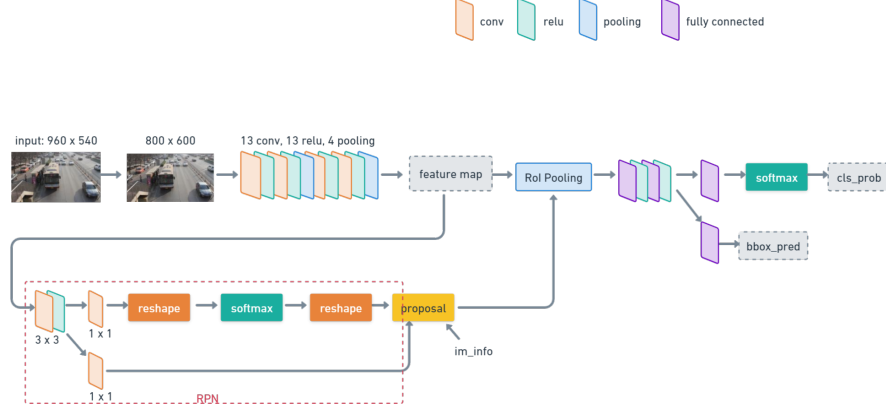 conv
relu
pooling
fully connected
input: 960 x 540
800 x 600
13 conv, 13 relu, 4 pooling
feature map
RoI Pooling
softmax
cls_prob
bbox_pred
3 x 3
1 x 1
reshape
softmax
reshape
proposal
im_info
1 x 1
RPN